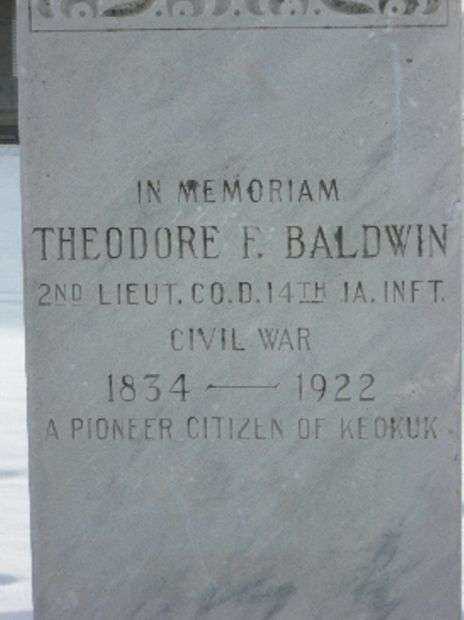 IN MEMORIAM
THEODORE F. BALDWIN
2ND LIEUT. CO. D. 14TH IA. INFT.
CIVIL WAR
1834 — 1922
A PIONEER CITIZEN OF KEOKUK